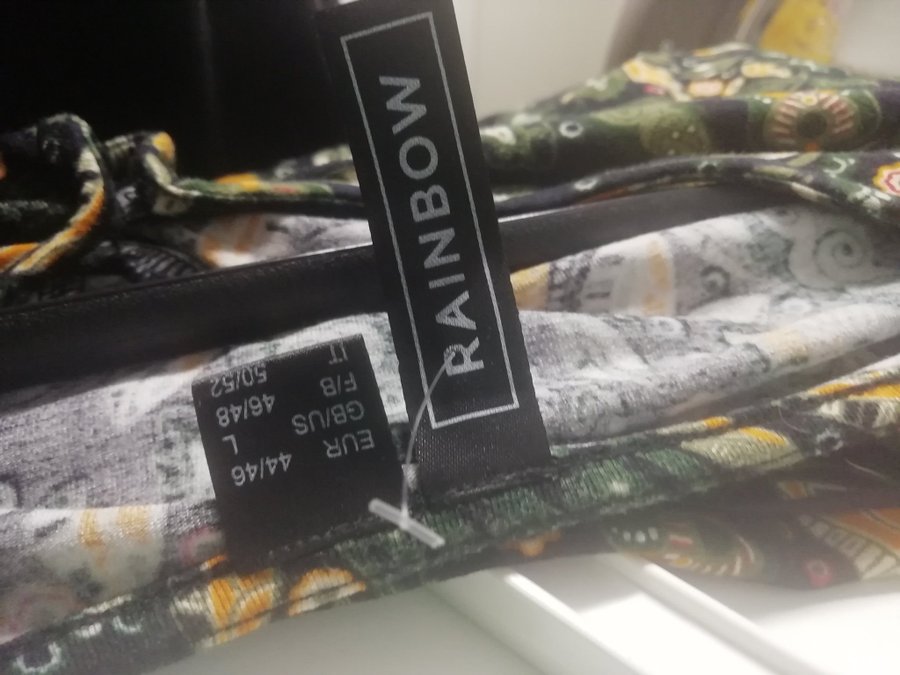 RAINBOW
EUR 44/46
GB/US L
F/B 46/48
IT 50/52